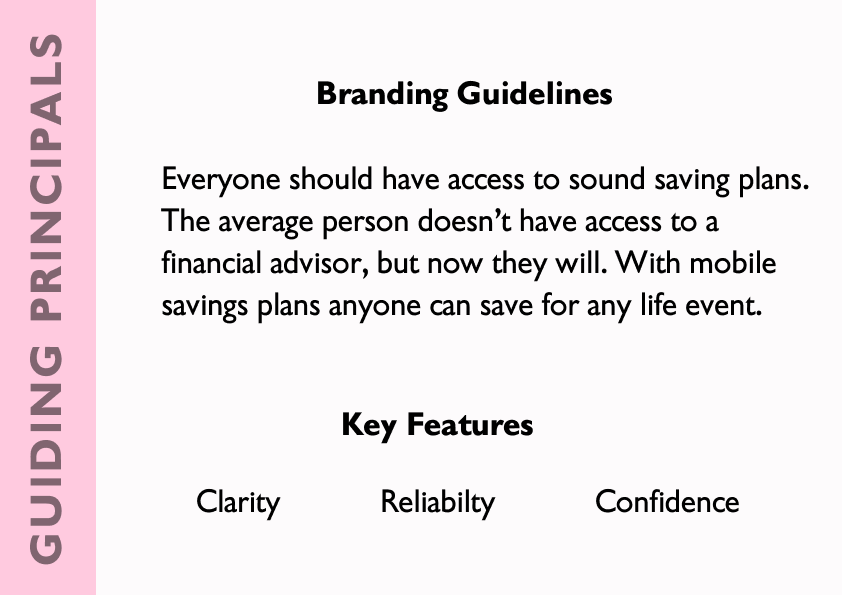 GUIDING PRINCIPALS
Branding Guidelines
Everyone should have access to sound saving plans.
The average person doesn’t have access to a
financial advisor, but now they will. With mobile
savings plans anyone can save for any life event.
Key Features
Clarity Reliabilty Confidence